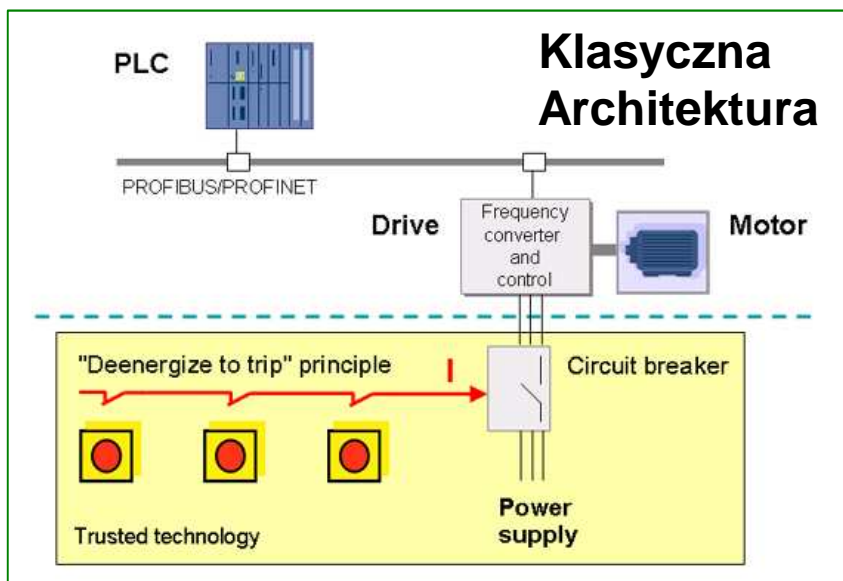 Klasyczna
Architektura
PLC
PROFIBUS/PROFINET
Drive
Frequency
converter
and
control
Motor
"Deenergize to trip" principle
I
Circuit breaker
Power
supply
Trusted technology